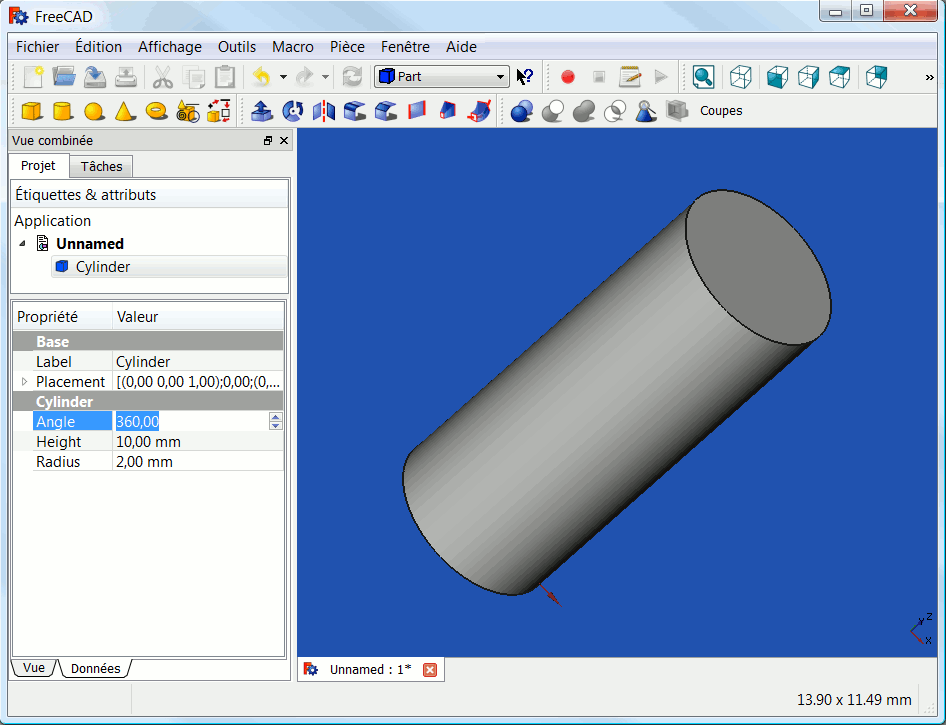 FreeCAD
Fichier Édition Affichage Outils Macro Pièce Fenêtre Aide
Part
Coupes
Vue combinée
Projet Tâches
Étiquettes & attributs
Application
Unnamed
Cylinder
Propriété Valeur
Base
Label Cylinder
Placement [(0,00 0,00 1,00);0,00;(0,...
Cylinder
Angle 360,00
Height 10,00 mm
Radius 2,00 mm
Y Z
X
Vue Données
Unnamed : 1*
13.90 x 11.49 mm